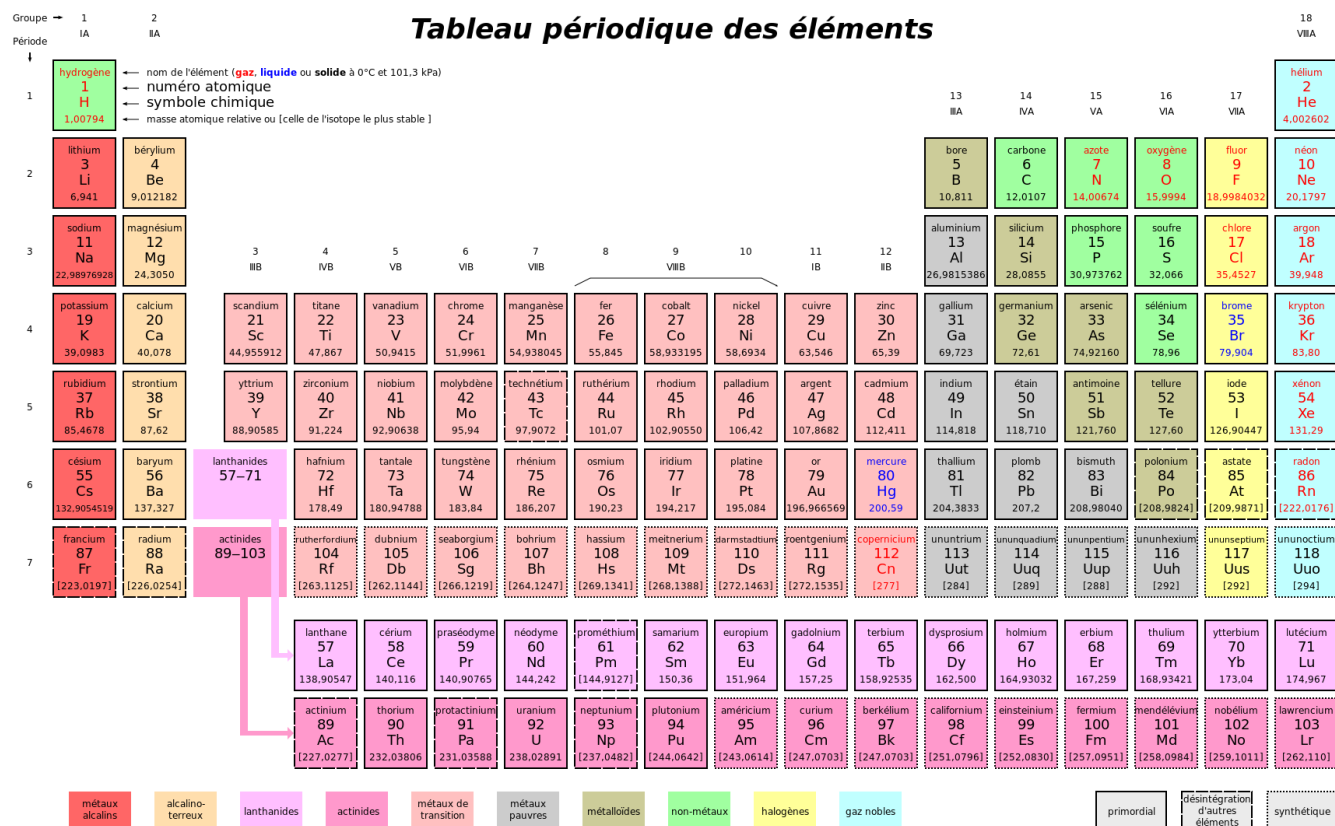 Tableau périodique des éléments
Groupe → 1 2 18
IA IIA VIIIA
Période
hydrogène hélium
1 2
H He
1,00794 4,002602
nom de l'élément (gaz, liquide ou solide à 0°C et 101,3 kPa)
numéro atomique
symbole chimique
masse atomique relative ou [celle de l'isotope le plus stable ]
1
13 14 15 16 17
IIIA IVA VA VIA VIIA
lithium bérylium bore carbone azote oxygène fluor néon
2 3 4 5 6 7 8 9 10
Li Be B C N O F Ne
6,941 9,012182 10,811 12,0107 14,00674 15,9994 18,9984032 20,1797
sodium magnésium aluminium silicium phosphore soufre chlore argon
11 12 13 14 15 16 17 18
Na Mg Al Si P S Cl Ar
22,98976928 24,3050 26,9815386 28,0855 30,973762 32,066 35,4527 39,948
3
3 4 5 6 7 8 9 10 11 12
IIIB IVB VB VIB VIIB VIIIB IB IIB
potassium calcium scandium titane vanadium chrome manganèse fer cobalt nickel cuivre zinc gallium germanium arsenic sélénium brome krypton
4 19 20 21 22 23 24 25 26 27 28 29 30 31 32 33 34 35 36
K Ca Sc Ti V Cr Mn Fe Co Ni Cu Zn Ga Ge As Se Br Kr
39,0983 40,078 44,955912 47,867 50,9415 51,9961 54,938045 55,845 58,933195 58,6934 63,546 65,39 69,723 72,61 74,92160 78,96 79,904 83,80
rubidium strontium yttrium zirconium niobium molybdène technétium ruthérium rhodium palladium argent cadmium indium étain antimoine tellure iode xénon
5 37 38 39 40 41 42 43 44 45 46 47 48 49 50 51 52 53 54
Rb Sr Y Zr Nb Mo Tc Ru Rh Pd Ag Cd In Sn Sb Te I Xe
85,4678 87,62 88,90585 91,224 92,90638 95,94 97,9072 101,07 102,90550 106,42 107,8682 112,411 114,818 118,710 121,760 127,60 126,90447 131,29
césium baryum lanthanides hafnium tantale tungstène rhénium osmium iridium platine or mercure thallium plomb bismuth polonium astate radon
6 55 56 57–71 72 73 74 75 76 77 78 79 80 81 82 83 84 85 86
Cs Ba Hf Ta W Re Os Ir Pt Au Hg Tl Pb Bi Po At Rn
132,9054519 137,327 178,49 180,94788 183,84 186,207 190,23 194,217 195,084 196,966569 200,59 204,3833 207,2 208,98040 [208,9824] [209,9871] [222,0176]
francium radium actinides rutherfordium dubnium seaborgium bohrium hassium meitnerium darmstadtium roentgenium copernicium ununtrium ununquadium ununpentium ununhexium ununseptium ununoctium
7 87 88 89–103 104 105 106 107 108 109 110 111 112 113 114 115 116 117 118
Fr Ra Rf Db Sg Bh Hs Mt Ds Rg Cn Uut Uuq Uup Uuh Uus Uuo
[223,0197] [226,0254] [263,1125] [262,1144] [266,1219] [264,1247] [269,1341] [268,1388] [272,1463] [272,1535] [277] [284] [289] [288] [292] [292] [294]
lanthane cérium praséodyme néodyme prométhium samarium europium gadolnium terbium dysprosium holmium erbium thulium ytterbium lutécium
57 58 59 60 61 62 63 64 65 66 67 68 69 70 71
La Ce Pr Nd Pm Sm Eu Gd Tb Dy Ho Er Tm Yb Lu
138,90547 140,116 140,90765 144,242 [144,9127] 150,36 151,964 157,25 158,92535 162,500 164,93032 167,259 168,93421 173,04 174,967
actinium thorium protactinium uranium neptunium plutonium américium curium berkélium californium einsteinium fermium mendélévium nobélium lawrencium
89 90 91 92 93 94 95 96 97 98 99 100 101 102 103
Ac Th Pa U Np Pu Am Cm Bk Cf Es Fm Md No Lr
[227,0277] 232,03806 231,03588 238,02891 [237,0482] [244,0642] [243,0614] [247,0703] [247,0703] [251,0796] [252,0830] [257,0951] [258,0984] [259,1011] [262,110]
métaux alcalins
alcalino-terreux
lanthanides
actinides
métaux de transition
métaux pauvres
métalloïdes
non-métaux
halogènes
gaz nobles
primordial
désintégration d'autres éléments
synthétique